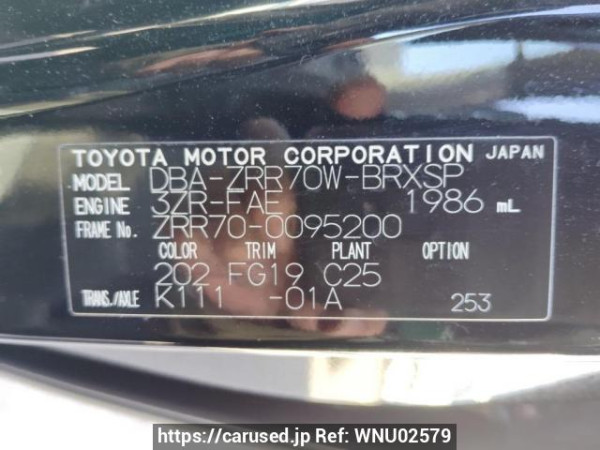 TOYOTA MOTOR CORPORATION JAPAN
MODEL DBA-ZRR70W-BRXSP
ENGINE 3ZR-FAE 1986 mL
FRAME No. ZRR70-0095200
COLOR TRIM PLANT OPTION
202 FG19 C25
TRANS./AXLE K111 -01A 253
https://carused.jp Ref: WNU02579